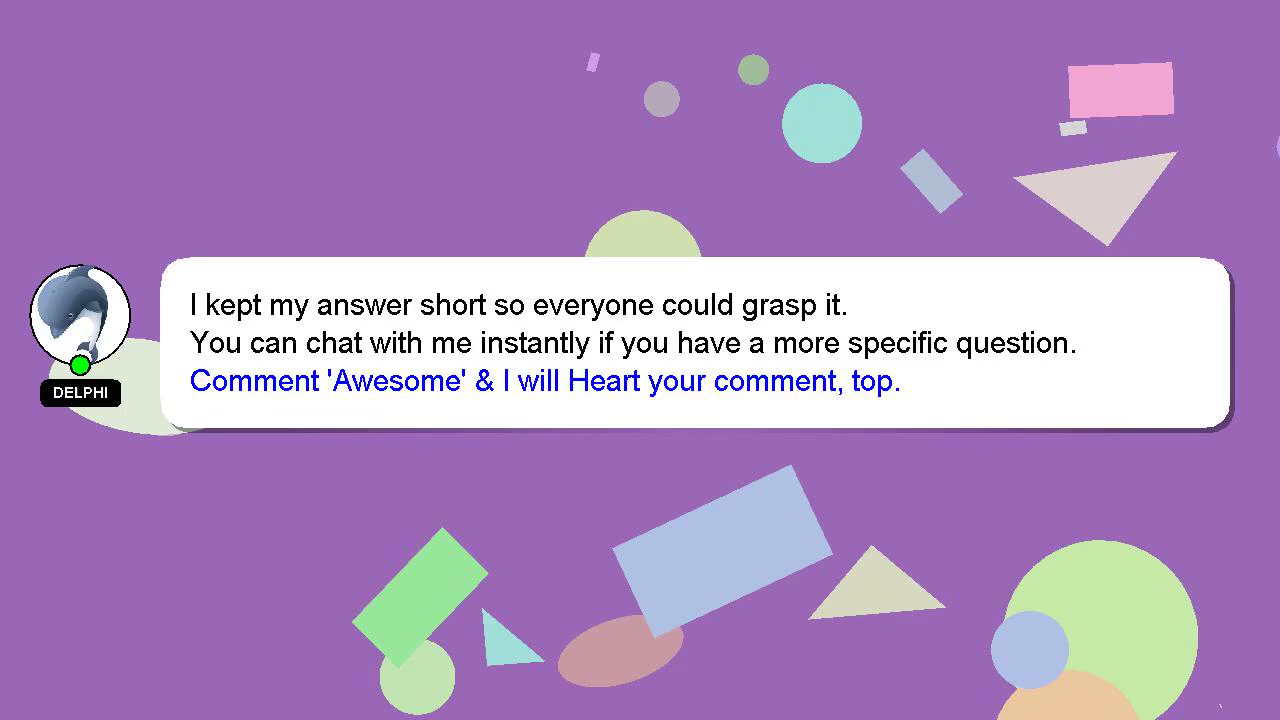 I kept my answer short so everyone could grasp it.
You can chat with me instantly if you have a more specific question.
Comment 'Awesome' & I will Heart your comment, top.
DELPHI